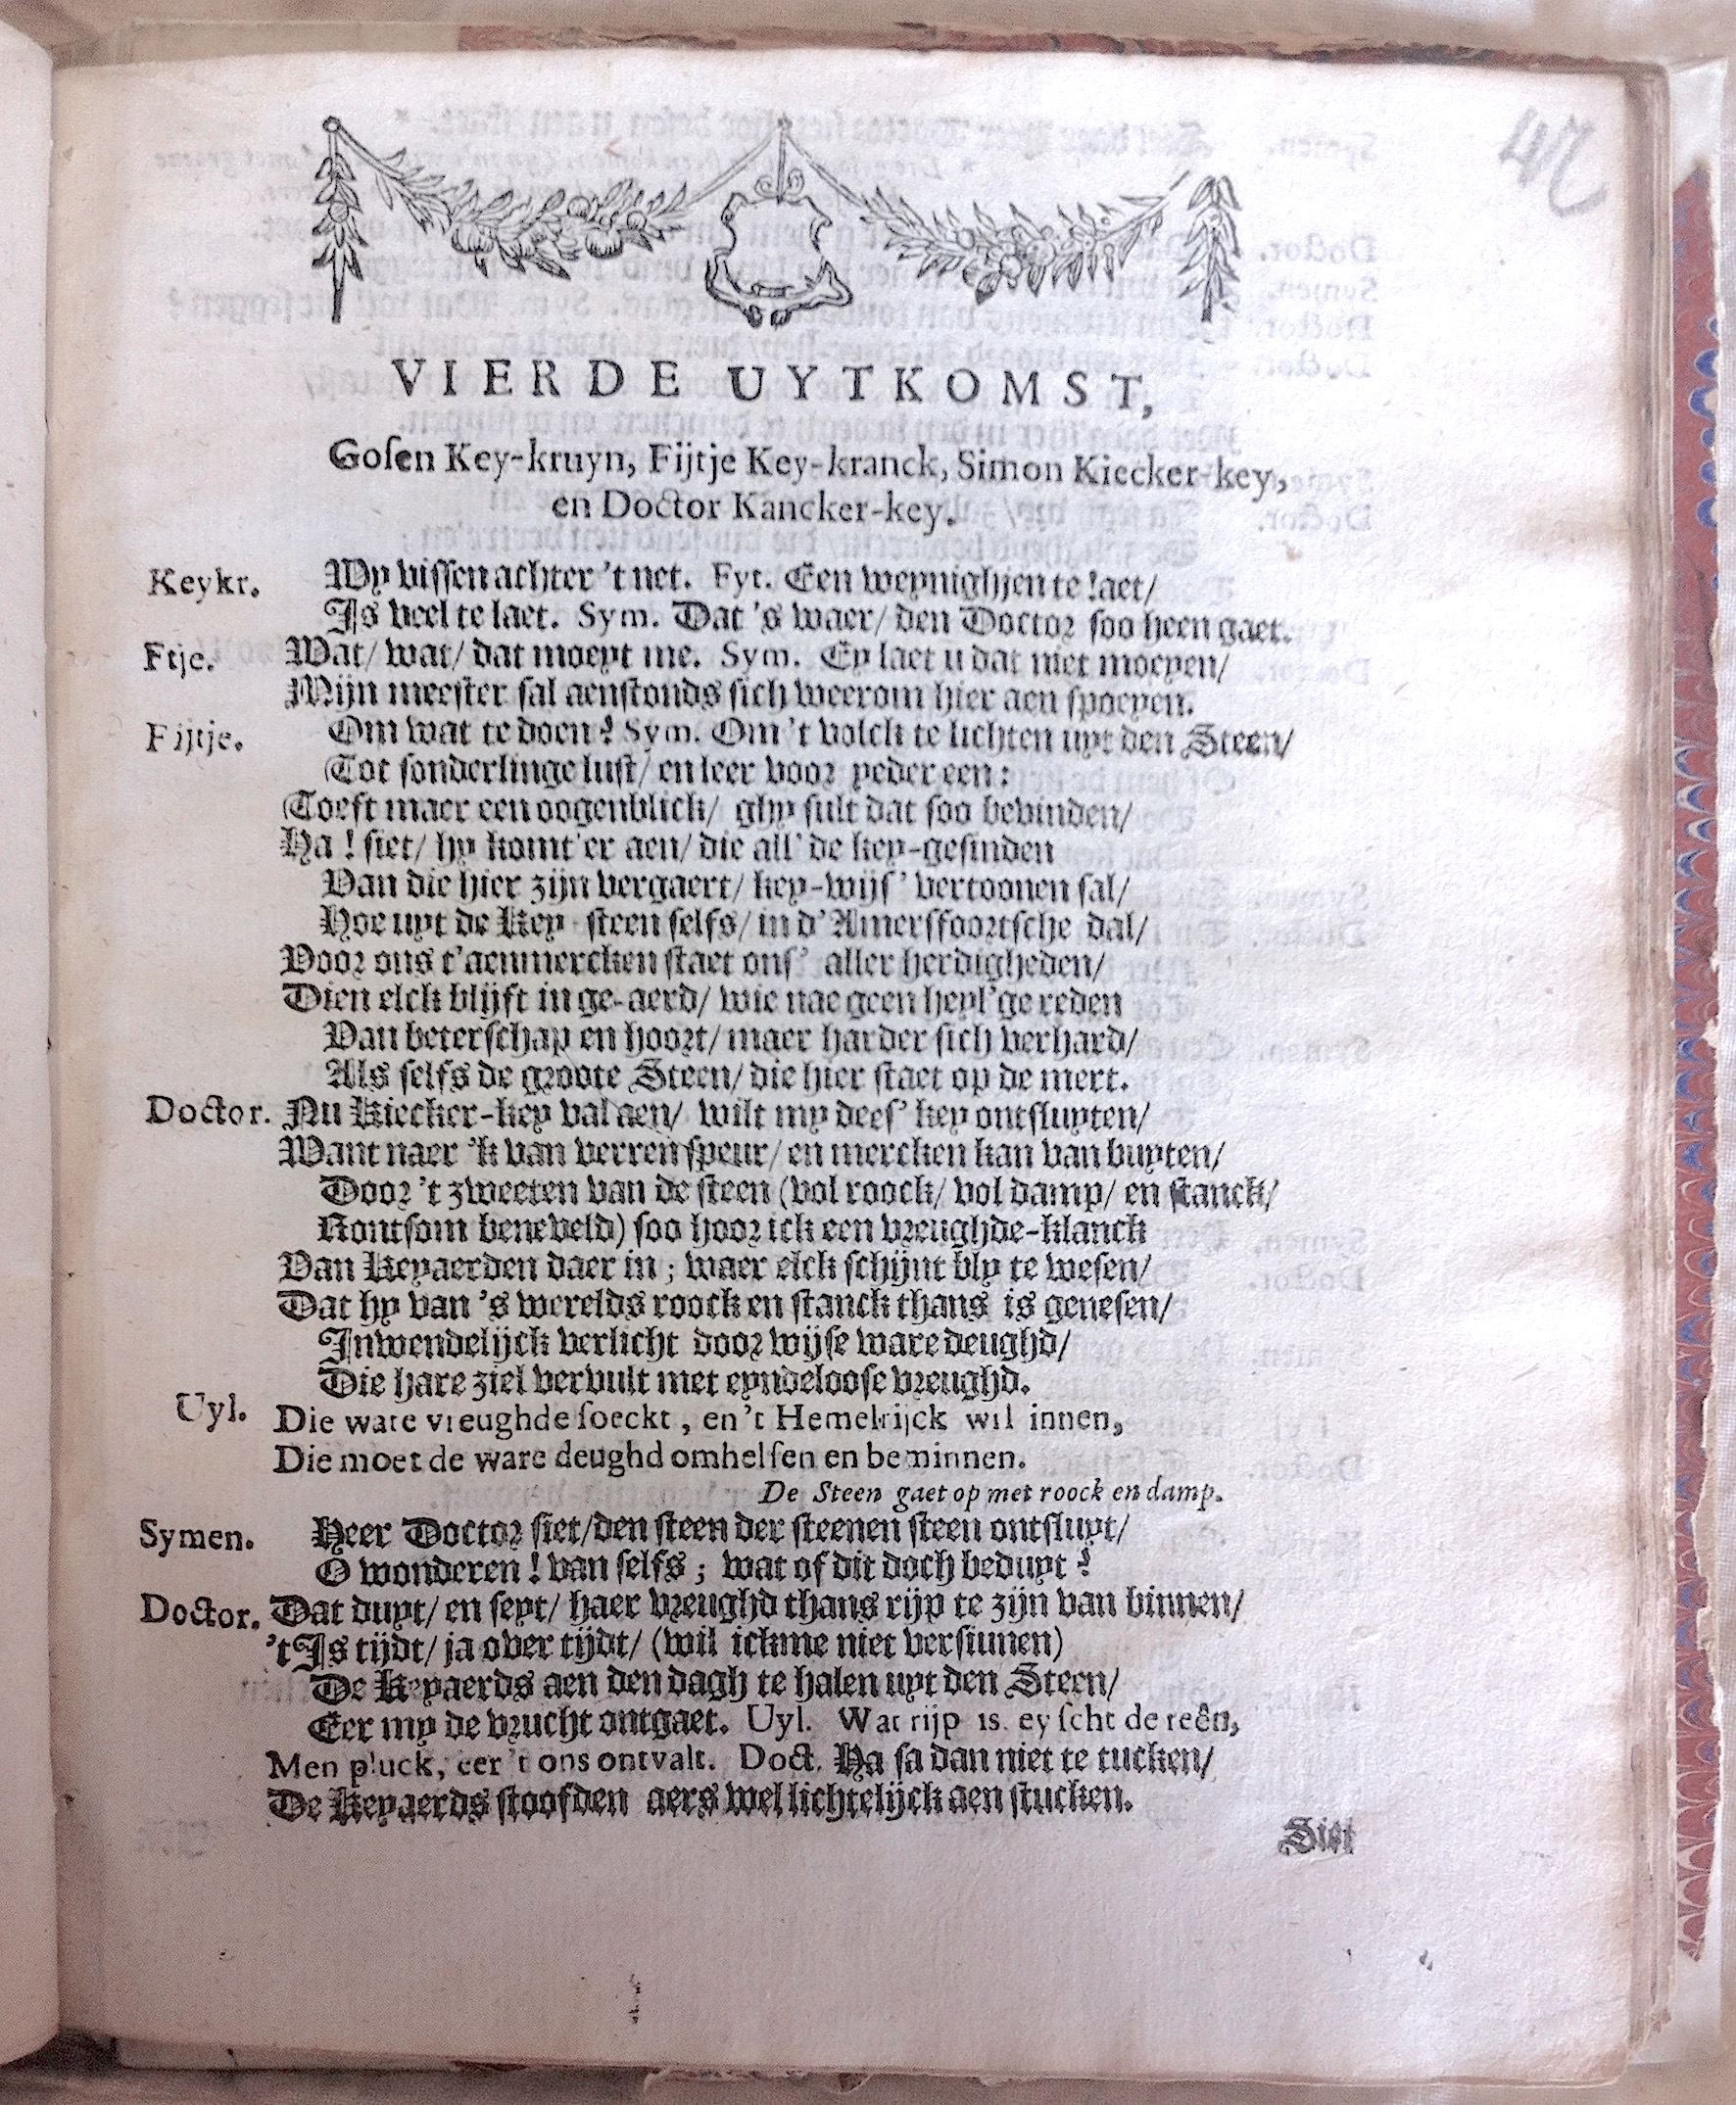 VIERDE UYTKOMST,
Gosen Key-kruyn, Fijtje Key-kranck, Simon Kiecker-key,
en Doctor Kancker-key.
Keykr. Wy vissen achter 't net. Fyt. Een weynighjen te laet/
Is veel te laet. Sym. Dat 's waer/ den Doctor soo heen gaet.
Ftje. Wat/ wat/ dat moeyt me. Sym. Ey laet u dat niet moeyen/
Mijn meester sal aenstonds sich weerom hier aen spoeyen.
Fijtje. Om wat te doen? Sym. Om 't volck te lichten uyt den Steen/
Tot sonderlinge lust/ en leer voor yeder een:
Toeft maer een oogenblick/ ghy sult dat soo bevinden/
Ha! siet/ hy komt'er aen/ die all' de key-gesinden
Van die hier zijn vergaert/ key-wijs' vertoonen sal/
Hoe uyt de Key-steen selfs/ in d'Amersfoortsche dal/
Voor ons t'aenmercken staet ons' aller herdigheden/
Dien elck blijft in ge-aerd/ wie nae geen heyl'ge reden
Van beterschap en hoort/ maer harder sich verhard/
Als selfs de groote Steen/ die hier staet op de mert.
Doctor. Nu Kiecker-key val aen/ wilt my dees' key ontsluyten/
Want naer 'k van verren speur/ en mercken kan van buyten/
Door 't zweeten van de steen (vol roock/ vol damp/ en stanck/
Rontsom beneveld) soo hoor ick een vreughde-klanck
Van Keyaerden daer in; waer elck schijnt bly te wesen/
Dat hy van 's werelds roock en stanck thans is genesen/
Inwendelijck verlicht door wijse ware deughd/
Die hare ziel vervult met eyndeloose vreughd.
Uyl. Die ware vreughde soeckt, en 't Hemelrijck wil innen,
Die moet de ware deughd omhelsen en beminnen.
De Steen gaet op met roock en damp.
Symen. Heer Doctor siet/ den steen der steenen steen ontsluyt/
O wonderen! van selfs; wat of dit doch beduyt?
Doctor. Dat duyt/ en seyt/ haer vreughd thans rijp te zijn van binnen/
't Is tijdt/ ja over tijdt/ (wil ick me niet versinnen)
De Keyaerds aen den dagh te halen uyt den Steen/
Eer my de vrucht ontgaet. Uyl. Wat rijp is. eyscht de reên,
Men pluck, eer 't ons ontvalt. Doct. Ha sa dan niet te tucken/
De Keyaerds stoofden aers wel lichtelijck aen stucken.
Siet